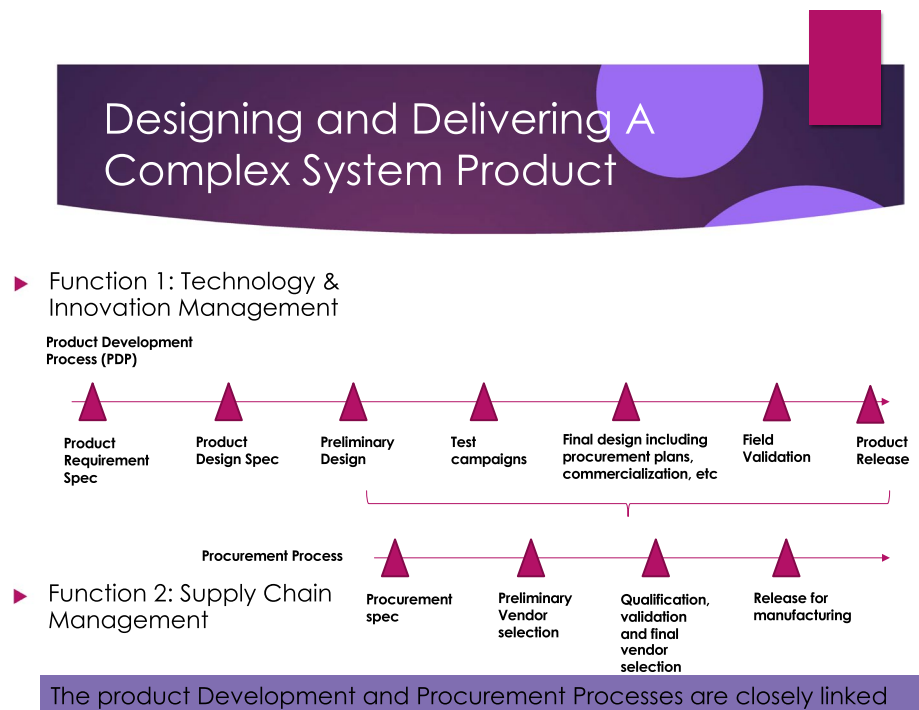 Designing and Delivering A
Complex System Product
Function 1: Technology &
Innovation Management
Product Development
Process (PDP)
Product
Requirement
Spec
Product
Design Spec
Preliminary
Design
Test
campaigns
Final design including
procurement plans,
commercialization, etc
Field
Validation
Product
Release
Procurement Process
Function 2: Supply Chain
Management
Procurement
spec
Preliminary
Vendor
selection
Qualification,
validation
and final
vendor
selection
Release for
manufacturing
The product Development and Procurement Processes are closely linked